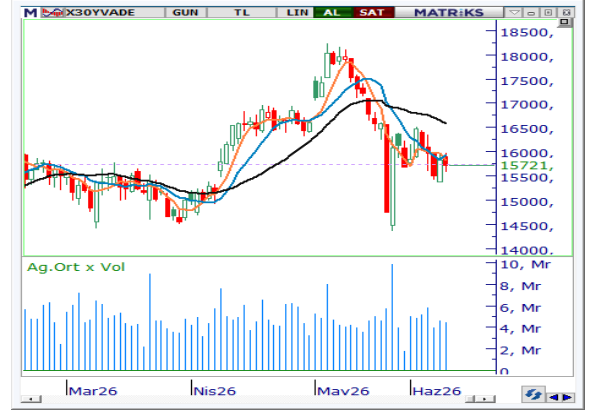 M X30YVADE GUN TL LIN AL SAT MATRiKS
18500,
18000,
17500,
17000,
16500,
16000,
15721,
15500,
15000,
14500,
14000,
Ag.Ort x Vol
10, Mr
8, Mr
6, Mr
4, Mr
2, Mr
0
Mar26 Nis26 May26 Haz26